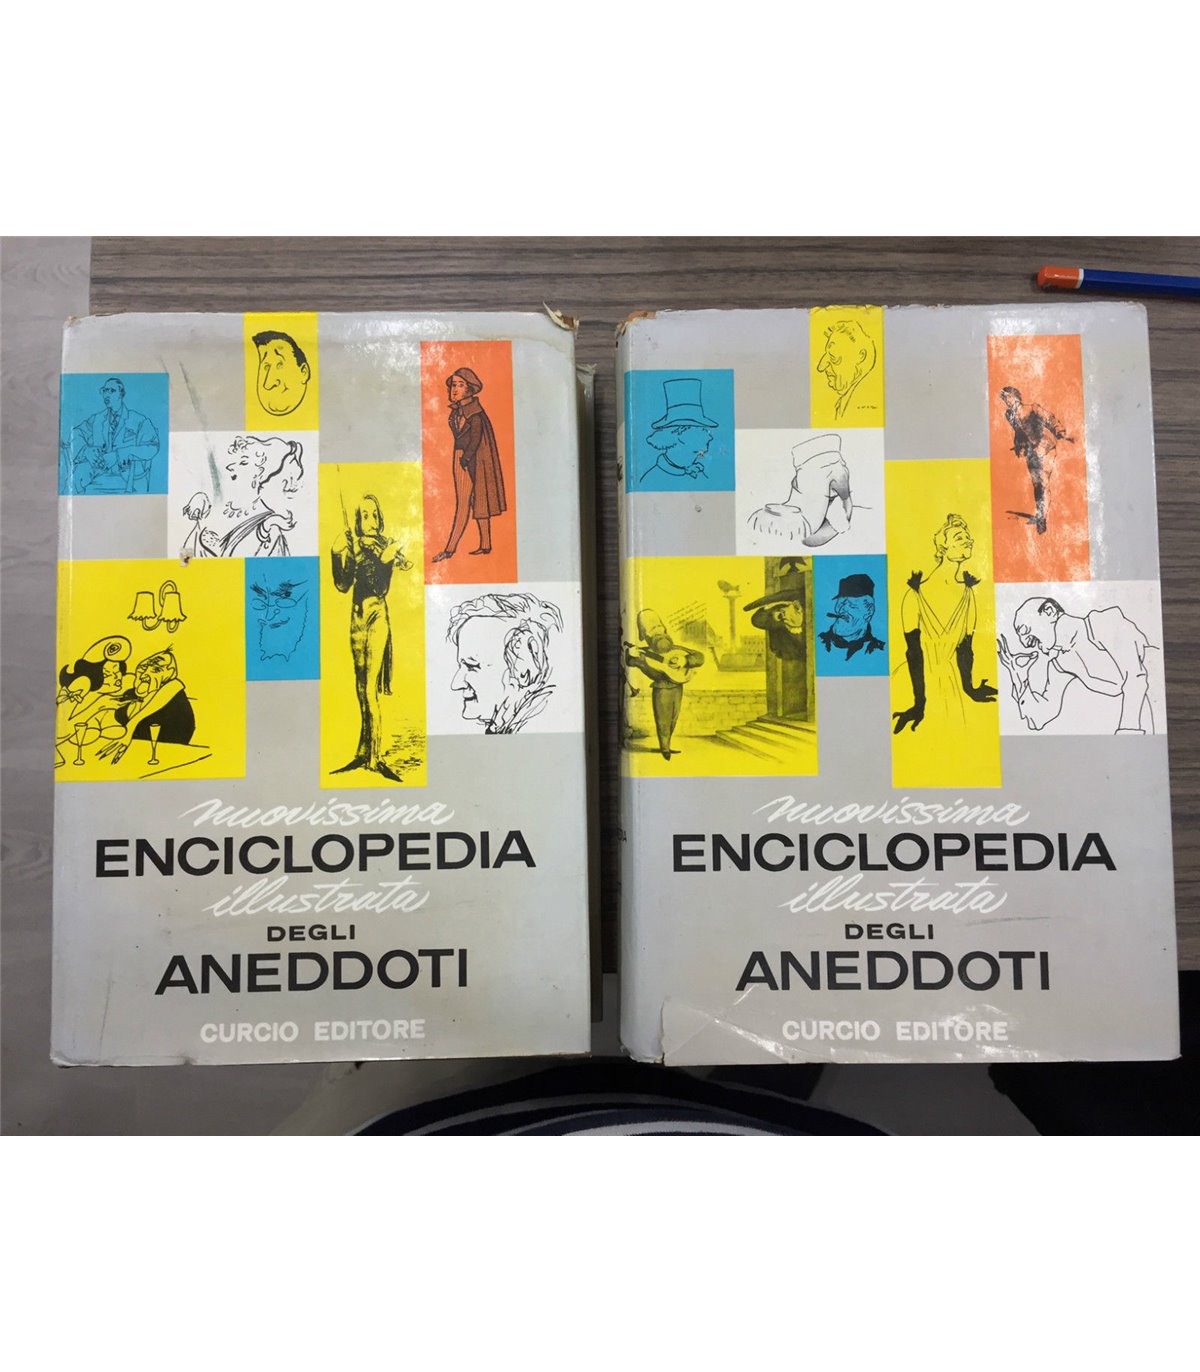 nuovissima
ENCICLOPEDIA
illustrata
DEGLI
ANEDDOTI
CURCIO EDITORE
nuovissima
ENCICLOPEDIA
illustrata
DEGLI
ANEDDOTI
CURCIO EDITORE